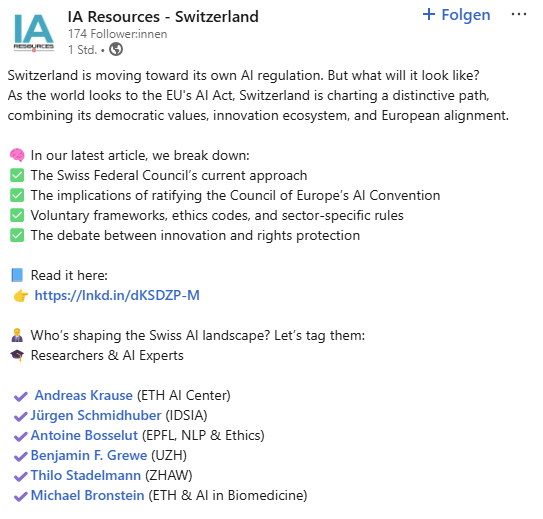 IA
RESOURCES
IA Resources - Switzerland
174 Follower:innen
1 Std. •
+ Folgen
Switzerland is moving toward its own AI regulation. But what will it look like?
As the world looks to the EU's AI Act, Switzerland is charting a distinctive path,
combining its democratic values, innovation ecosystem, and European alignment.
🧠 In our latest article, we break down:
✅ The Swiss Federal Council's current approach
✅ The implications of ratifying the Council of Europe's AI Convention
✅ Voluntary frameworks, ethics codes, and sector-specific rules
✅ The debate between innovation and rights protection
📘 Read it here:
👉 https://lnkd.in/dKSDZP-M
👨‍💼 Who's shaping the Swiss AI landscape? Let's tag them:
🎓 Researchers & AI Experts
✔ Andreas Krause (ETH AI Center)
✔ Jürgen Schmidhuber (IDSIA)
✔ Antoine Bosselut (EPFL, NLP & Ethics)
✔ Benjamin F. Grewe (UZH)
✔ Thilo Stadelmann (ZHAW)
✔ Michael Bronstein (ETH & AI in Biomedicine)